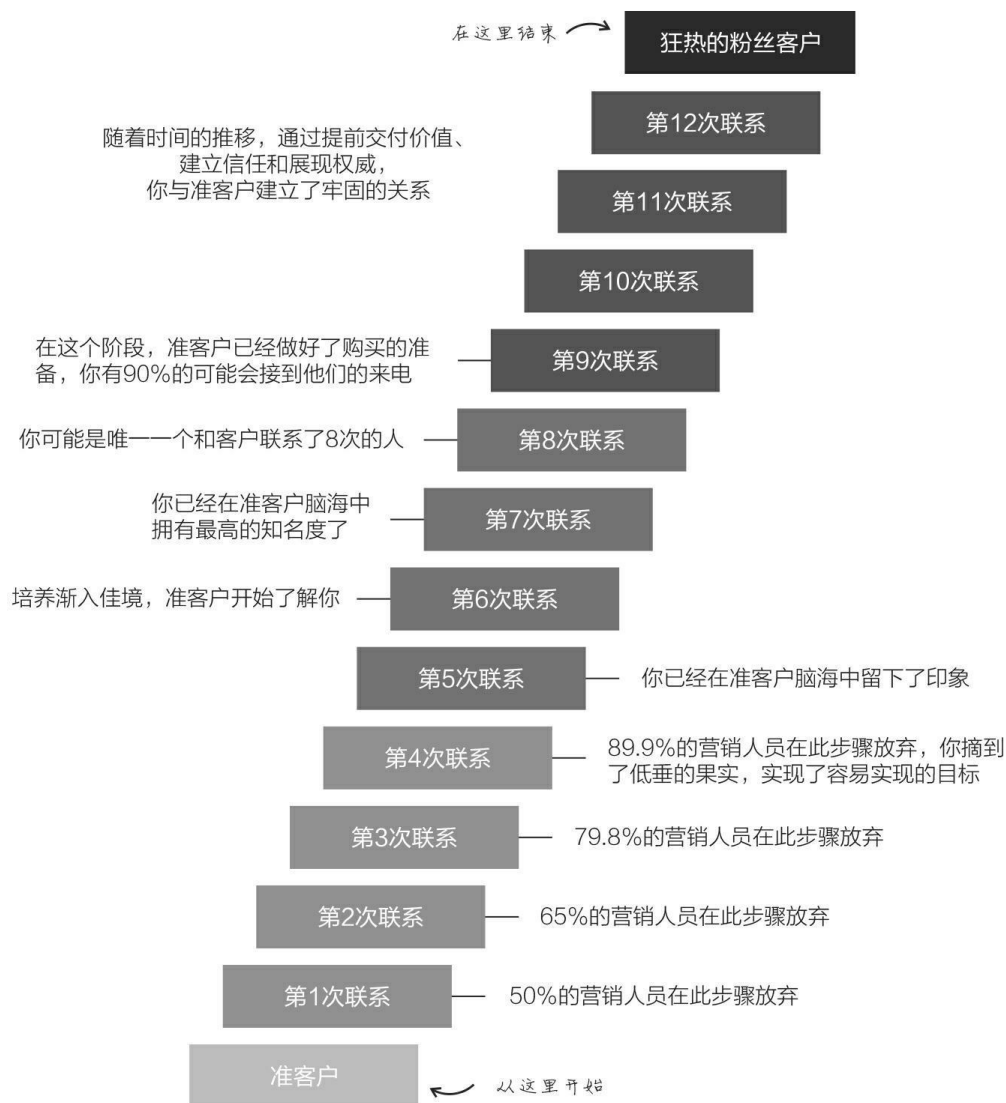 在这里结束
狂热的粉丝客户
第12次联系
随着时间的推移，通过提前交付价值、
建立信任和展现权威，
你与准客户建立了牢固的关系
第11次联系
第10次联系
在这个阶段，准客户已经做好了购买的准
备，你有90%的可能会接到他们的来电
第9次联系
你可能是唯一一个和客户联系了8次的人
第8次联系
你已经在准客户脑海中
拥有最高的知名度了
第7次联系
培养渐入佳境，准客户开始了解你
第6次联系
第5次联系
你已经在准客户脑海中留下了印象
第4次联系
89.9%的营销人员在此步骤放弃，你摘到
了低垂的果实，实现了容易实现的目标
第3次联系
79.8%的营销人员在此步骤放弃
第2次联系
65%的营销人员在此步骤放弃
第1次联系
50%的营销人员在此步骤放弃
准客户
从这里开始